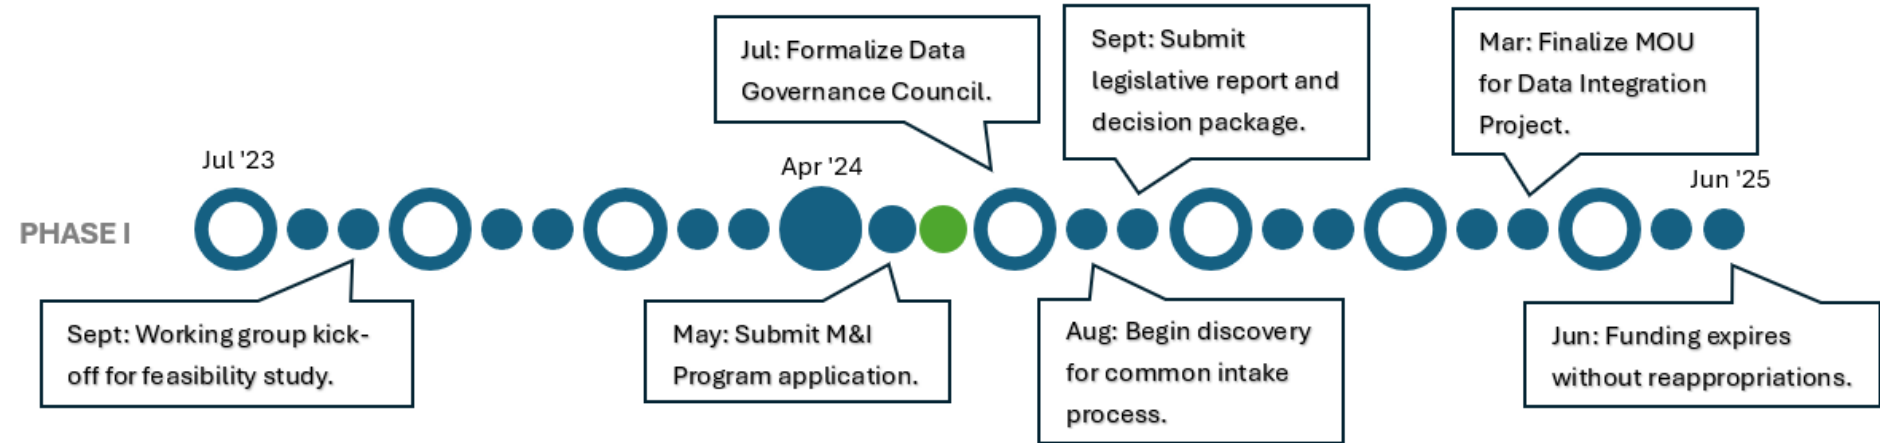 Jul: Formalize Data
Governance Council.
Sept: Submit
legislative report and
decision package.
Mar: Finalize MOU
for Data Integration
Project.
Jul '23
Apr '24
Jun '25
PHASE I
Sept: Working group kick-
off for feasibility study.
May: Submit M&I
Program application.
Aug: Begin discovery
for common intake
process.
Jun: Funding expires
without reappropriations.